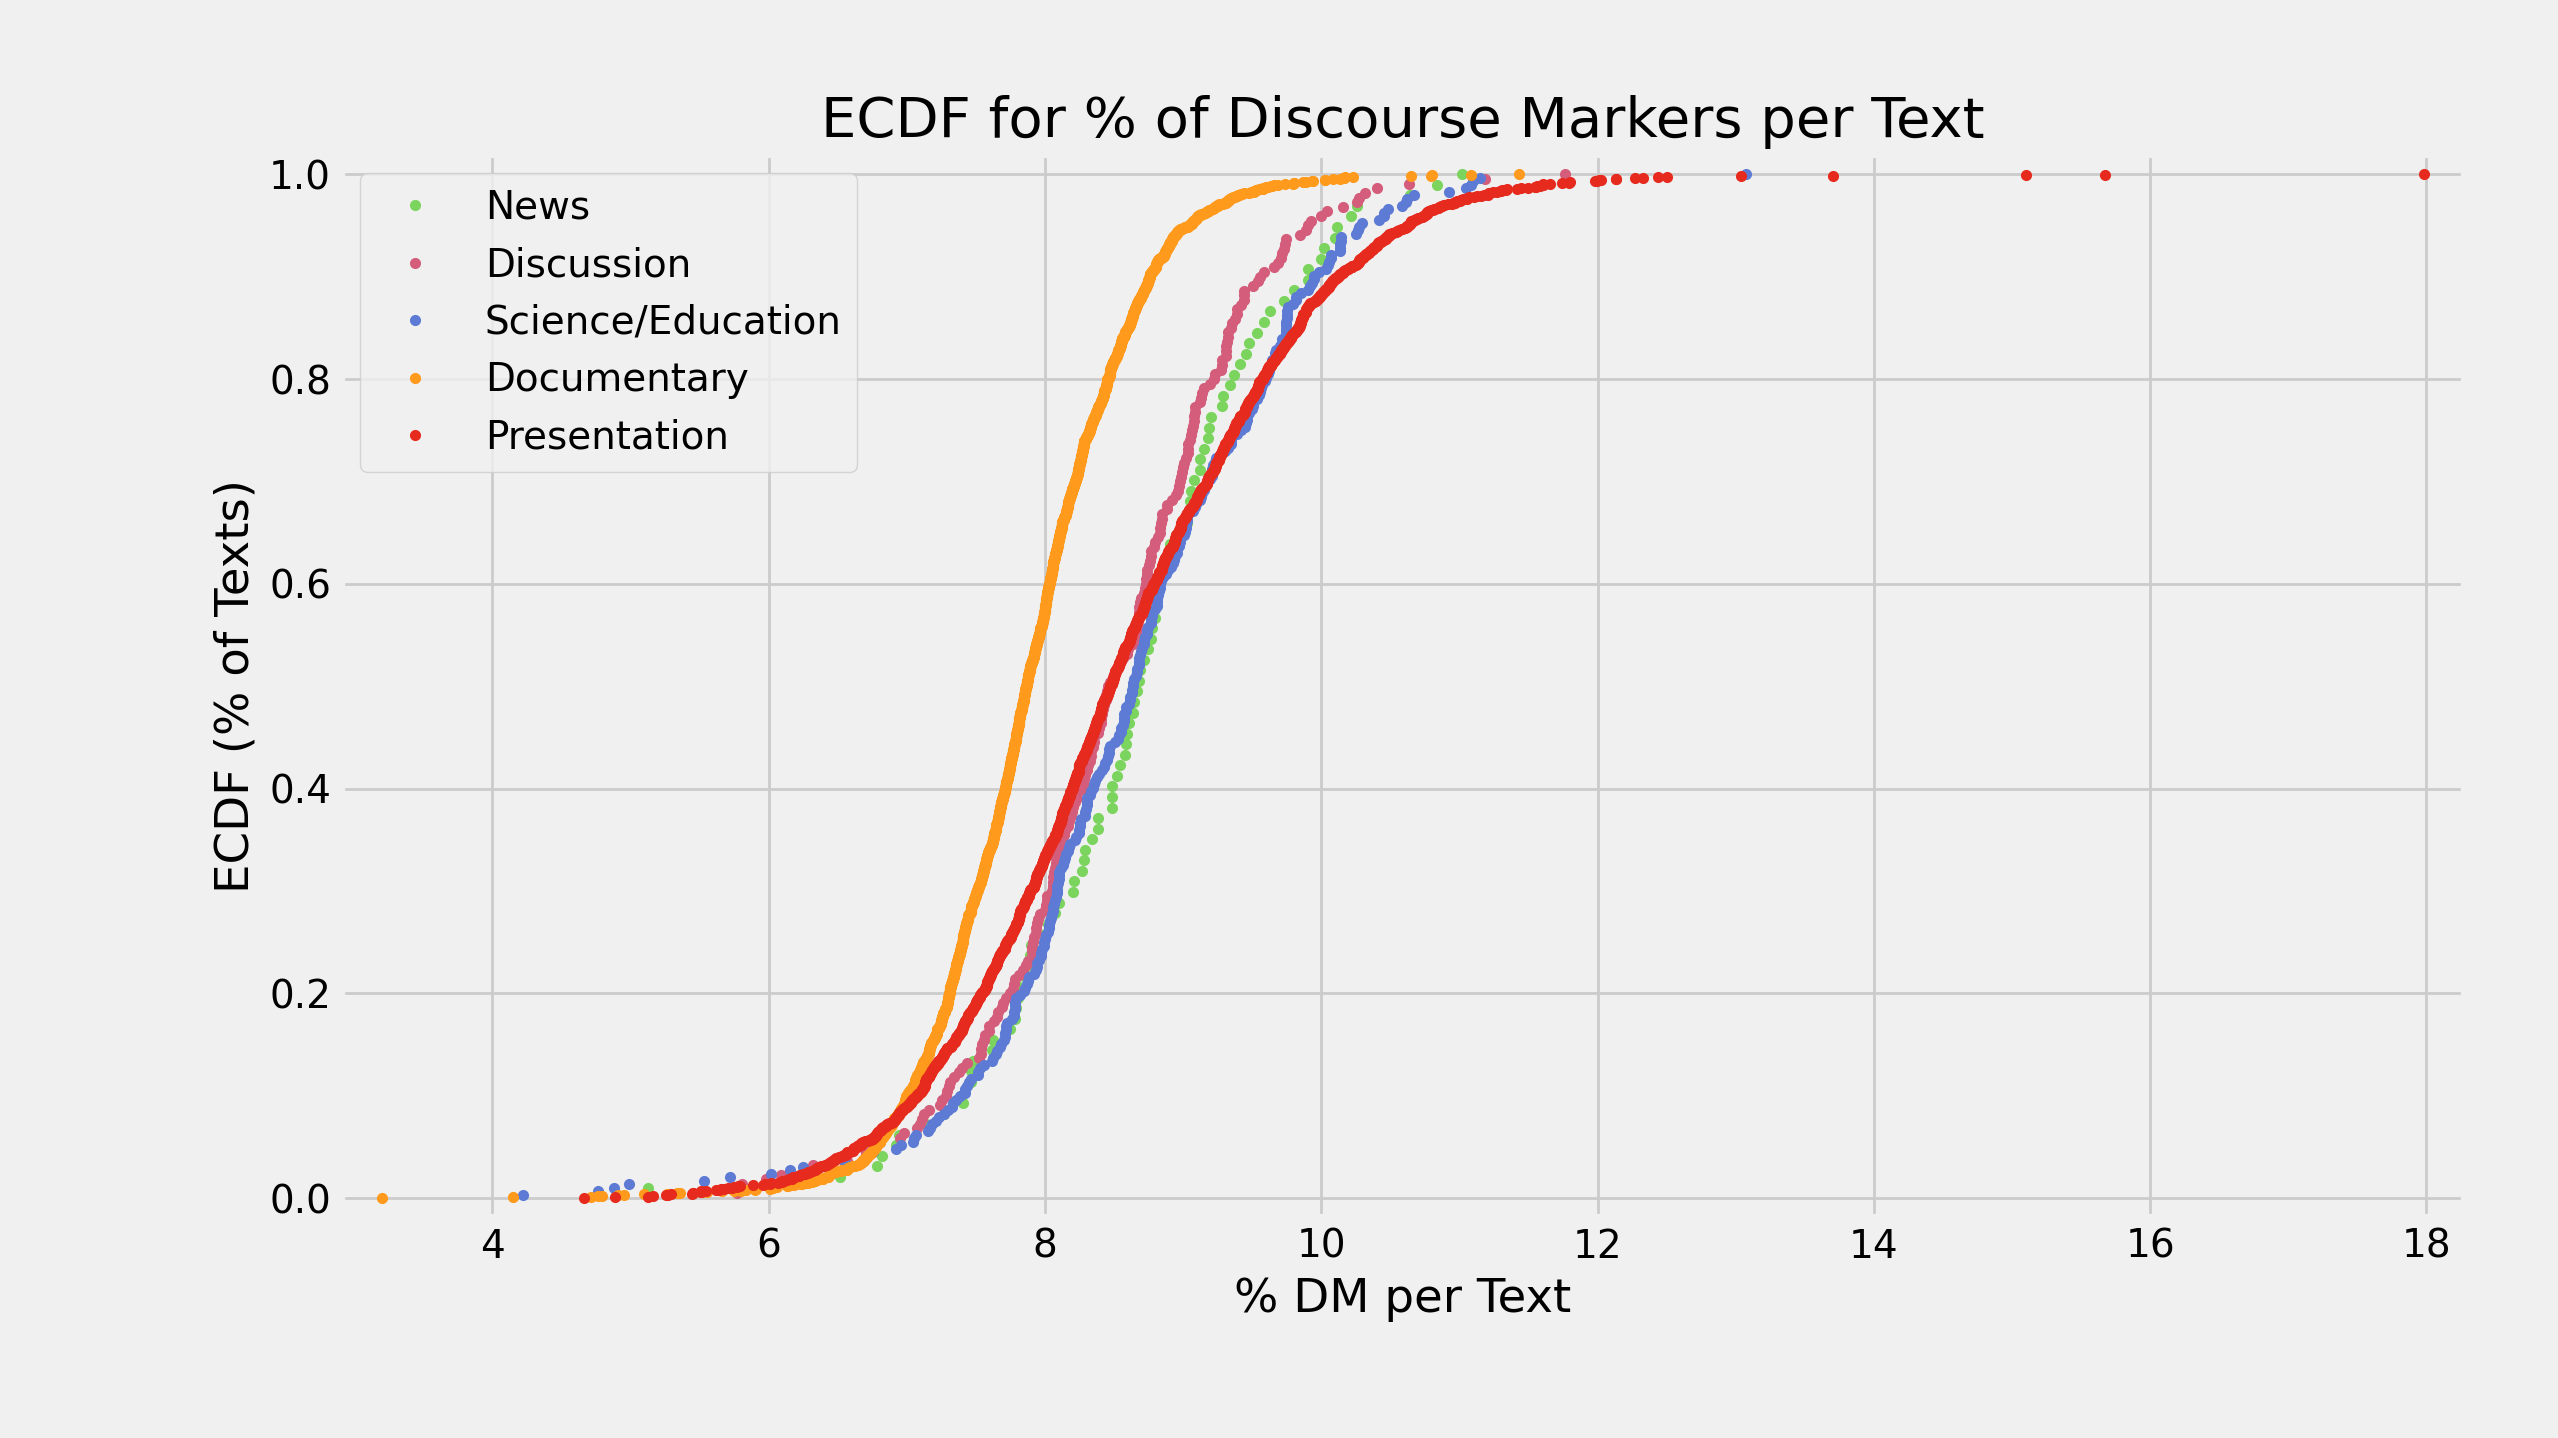 ECDF for % of Discourse Markers per Text
1.0
0.8
0.6
0.4
0.2
0.0
ECDF (% of Texts)
News
Discussion
Science/Education
Documentary
Presentation
4 6 8 10 12 14 16 18
% DM per Text